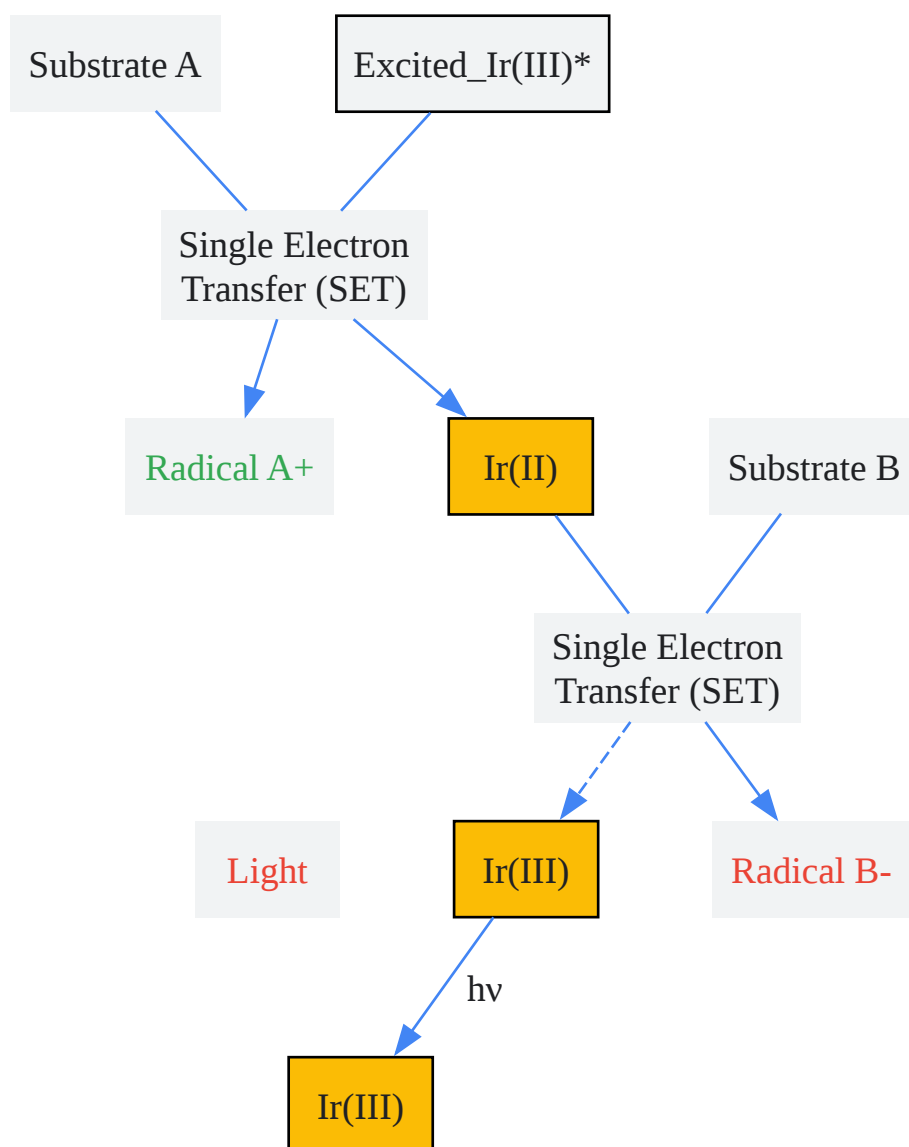 Substrate A
Excited_Ir(III)*
Single Electron
Transfer (SET)
Radical A+
Ir(II)
Substrate B
Single Electron
Transfer (SET)
Light
Ir(III)
Radical B-
hν
Ir(III)